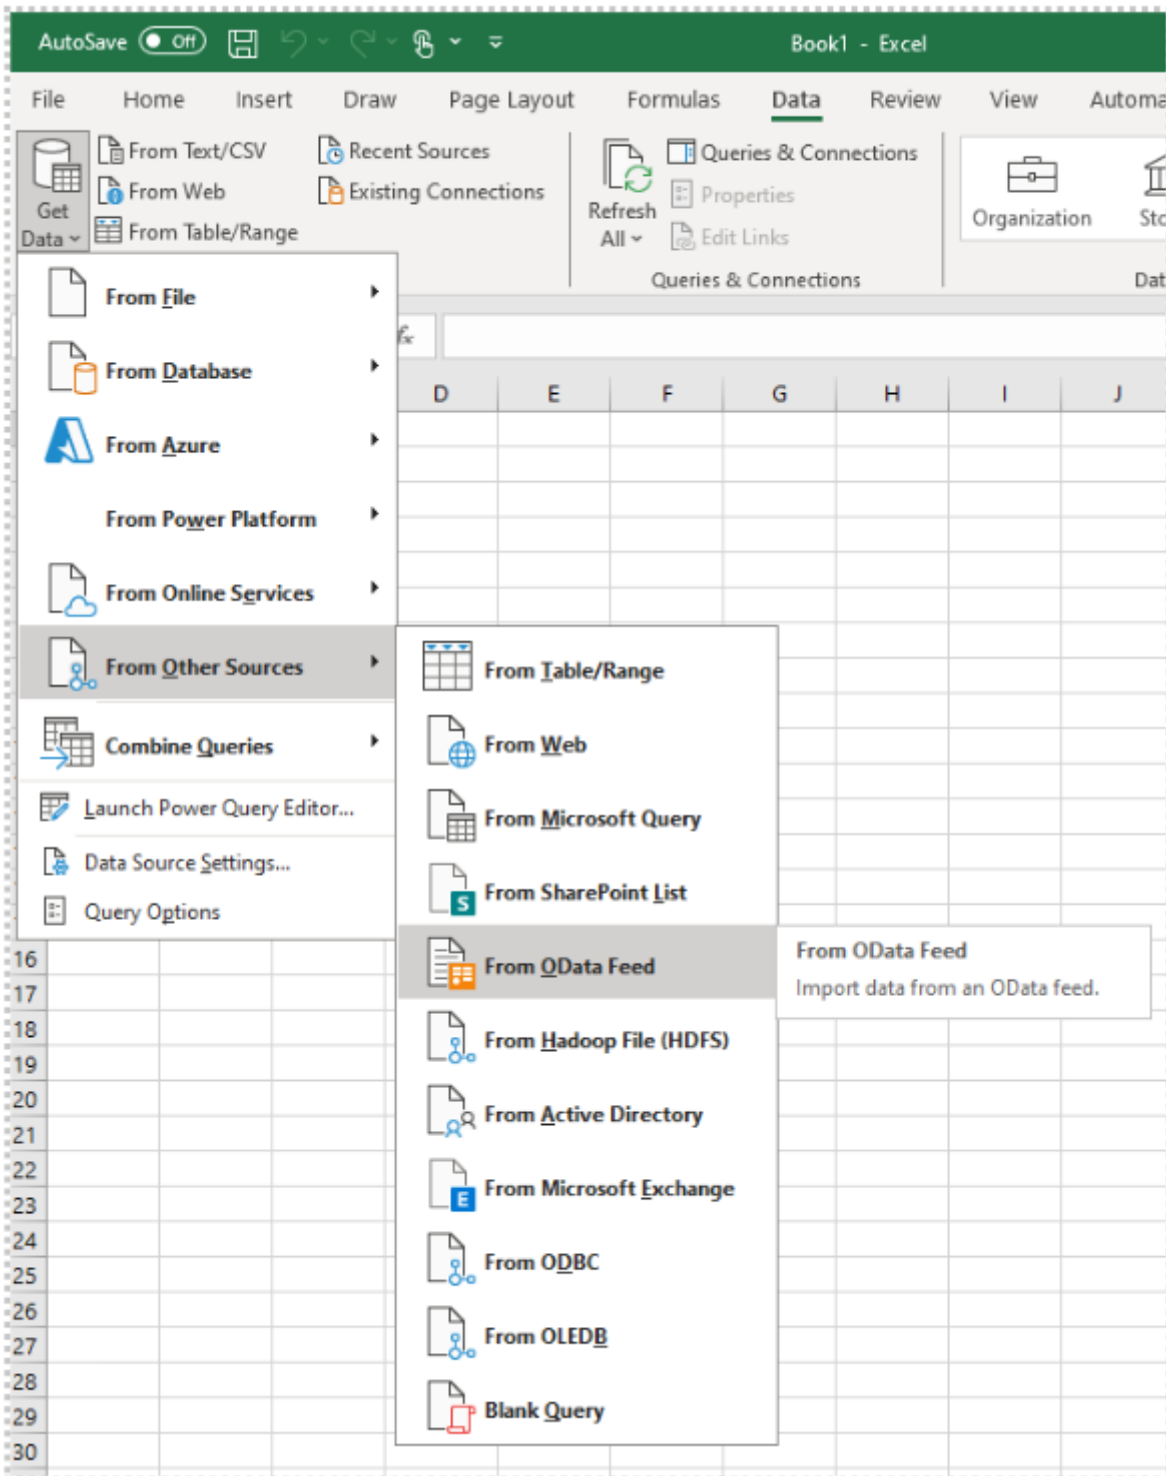 AutoSave Off Book1 - Excel
File Home Insert Draw Page Layout Formulas Data Review View Automa
Get Data
From Text/CSV
From Web
From Table/Range
Recent Sources
Existing Connections
Refresh All
Queries & Connections
Properties
Edit Links
Queries & Connections
Organization
Sto
Dat
fx
D E F G H I J
From File
From Database
From Azure
From Power Platform
From Online Services
From Other Sources
Combine Queries
Launch Power Query Editor...
Data Source Settings...
Query Options
From Table/Range
From Web
From Microsoft Query
From SharePoint List
From OData Feed
From Hadoop File (HDFS)
From Active Directory
From Microsoft Exchange
From ODBC
From OLEDB
Blank Query
From OData Feed
Import data from an OData feed.
16
17
18
19
20
21
22
23
24
25
26
27
28
29
30